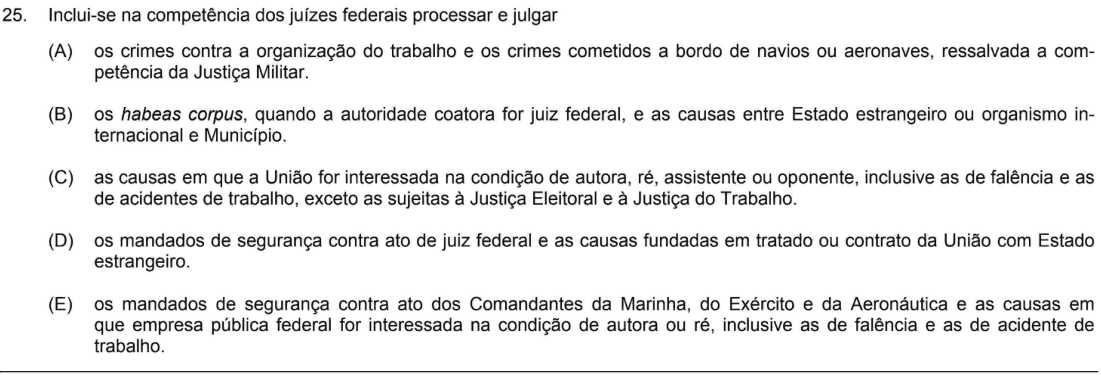 25. Inclui-se na competência dos juízes federais processar e julgar
(A) os crimes contra a organização do trabalho e os crimes cometidos a bordo de navios ou aeronaves, ressalvada a com-
petência da Justiça Militar.
(B) os habeas corpus, quando a autoridade coatora for juiz federal, e as causas entre Estado estrangeiro ou organismo in-
ternacional e Município.
(C) as causas em que a União for interessada na condição de autora, ré, assistente ou oponente, inclusive as de falência e as
de acidentes de trabalho, exceto as sujeitas à Justiça Eleitoral e à Justiça do Trabalho.
(D) os mandados de segurança contra ato de juiz federal e as causas fundadas em tratado ou contrato da União com Estado
estrangeiro.
(E) os mandados de segurança contra ato dos Comandantes da Marinha, do Exército e da Aeronáutica e as causas em
que empresa pública federal for interessada na condição de autora ou ré, inclusive as de falência e as de acidente de
trabalho.